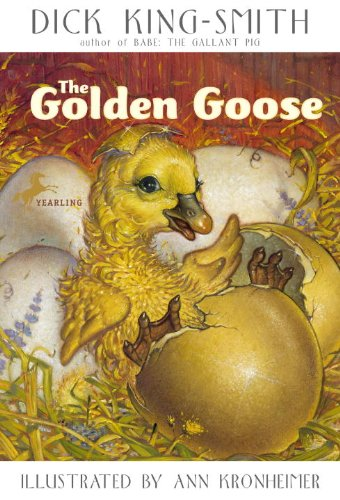 DICK KING-SMITH
author of BABE: THE GALLANT PIG
The
Golden Goose
YEARLING
ILLUSTRATED BY ANN KRONHEIMER